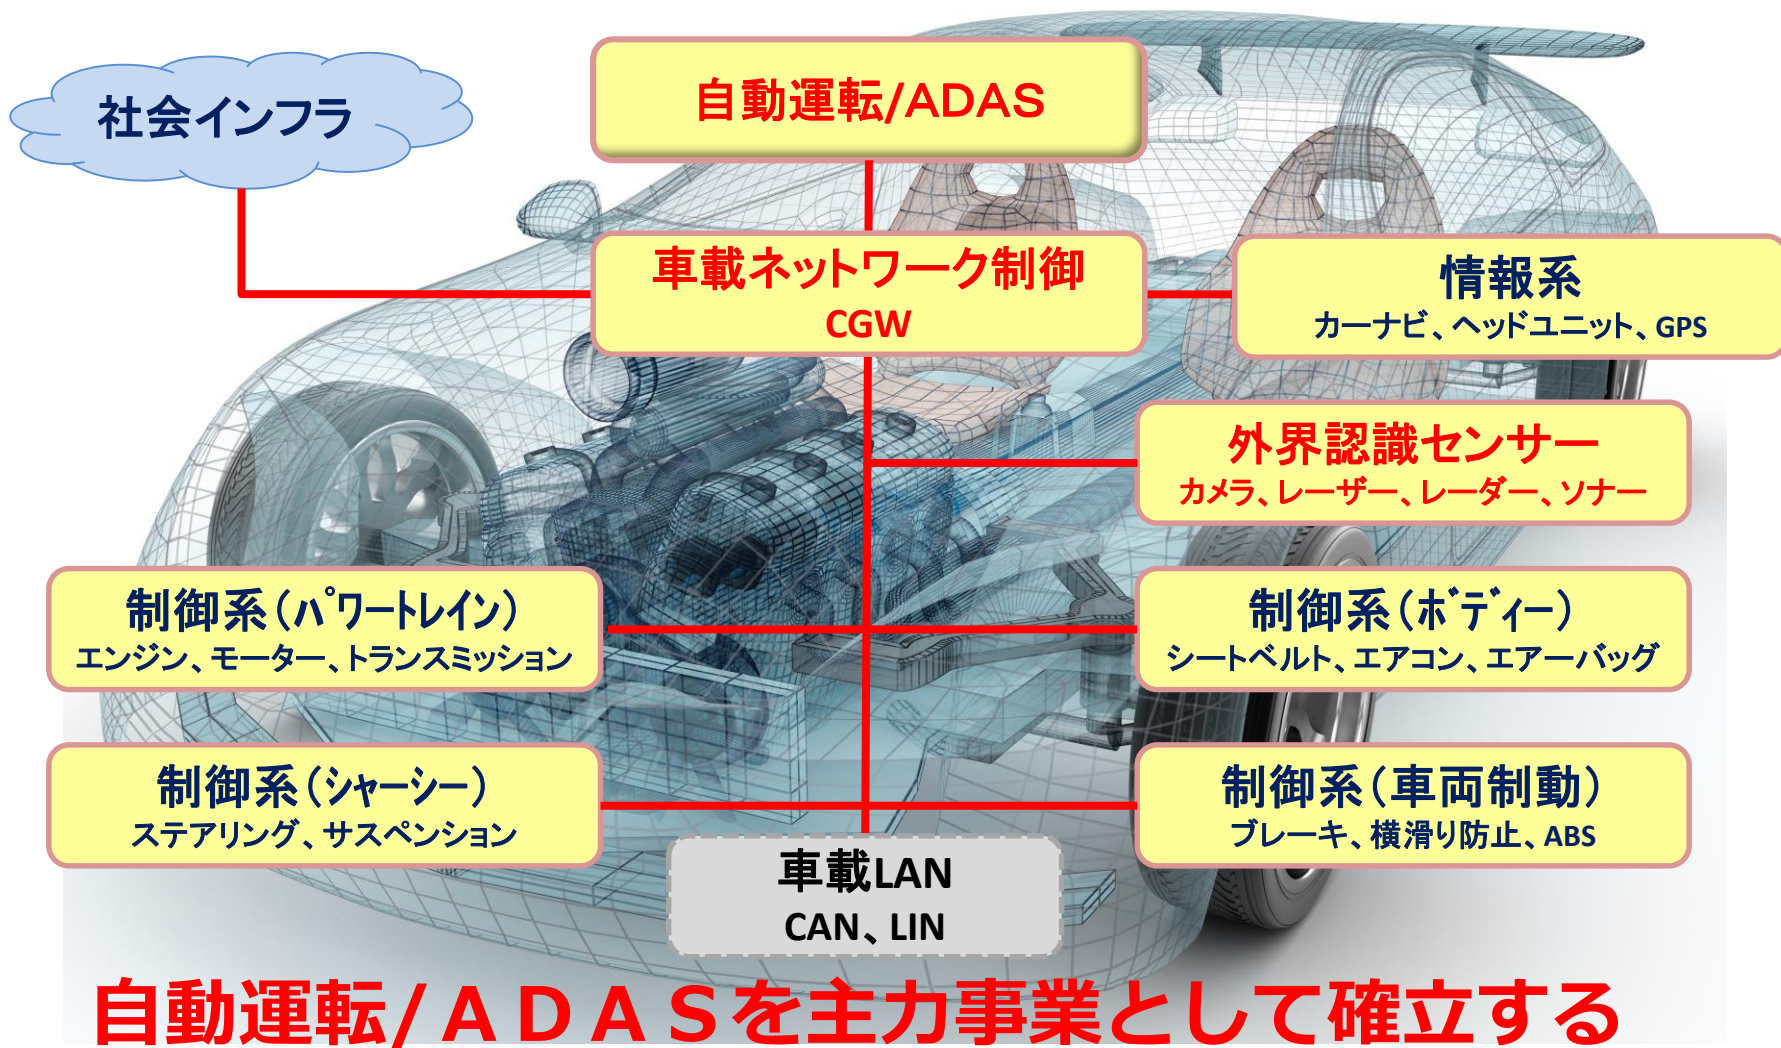 社会インフラ
自動運転/ADAS
車載ネットワーク制御
CGW
情報系
カーナビ、ヘッドユニット、GPS
外界認識センサー
カメラ、レーザー、レーダー、ソナー
制御系(パワートレイン)
エンジン、モーター、トランスミッション
制御系(ボディー)
シートベルト、エアコン、エアーバッグ
制御系(シャーシー)
ステアリング、サスペンション
制御系(車両制動)
ブレーキ、横滑り防止、ABS
車載LAN
CAN、LIN
自動運転/ADASを主力事業として確立する